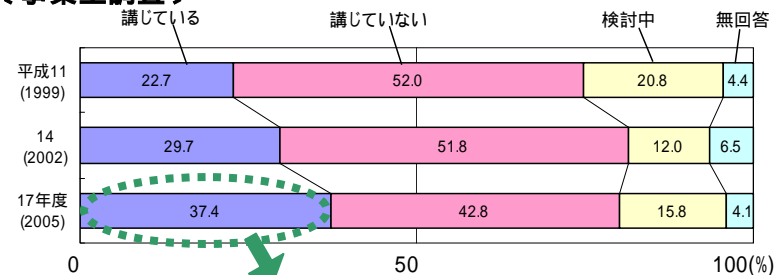 講じている 講じていない 検討中 無回答
平成11
(1999)
22.7 52.0 20.8 4.4
14
(2002)
29.7 51.8 12.0 6.5
17年度
(2005)
37.4 42.8 15.8 4.1
0 50 100(%)